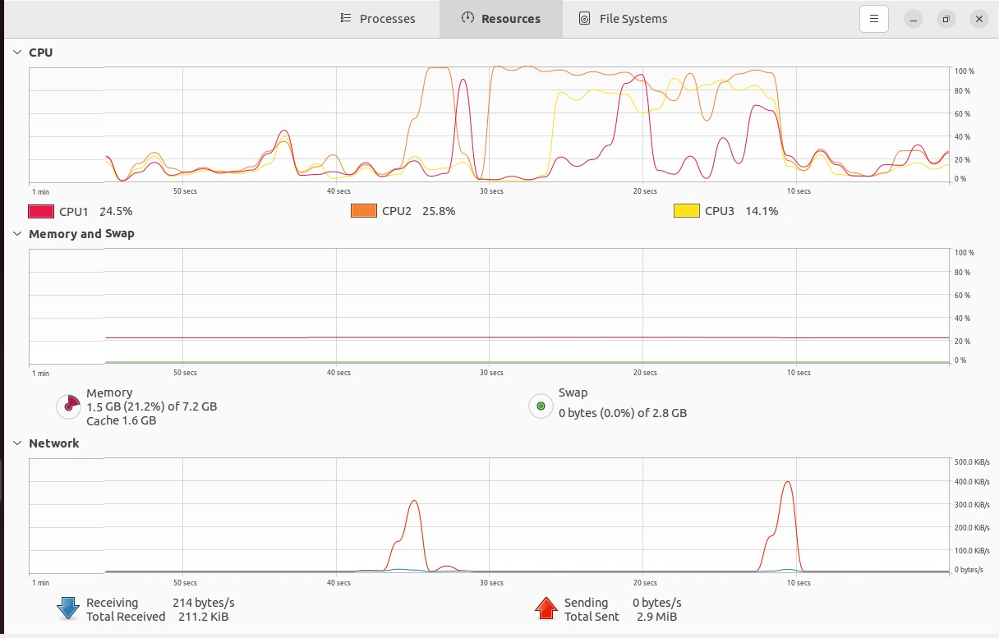 Processes Resources File Systems
CPU
100 %
80 %
60 %
40 %
20 %
0 %
1 min 50 secs 40 secs 30 secs 20 secs 10 secs
CPU1 24.5% CPU2 25.8% CPU3 14.1%
Memory and Swap
100 %
80 %
60 %
40 %
20 %
0 %
1 min 50 secs 40 secs 30 secs 20 secs 10 secs
Memory Swap
1.5 GB (21.2%) of 7.2 GB 0 bytes (0.0%) of 2.8 GB
Cache 1.6 GB
Network
500.0 KiB/s
400.0 KiB/s
300.0 KiB/s
200.0 KiB/s
100.0 KiB/s
0 bytes/s
1 min 50 secs 40 secs 30 secs 20 secs 10 secs
Receiving 214 bytes/s Sending 0 bytes/s
Total Received 211.2 KiB Total Sent 2.9 MiB